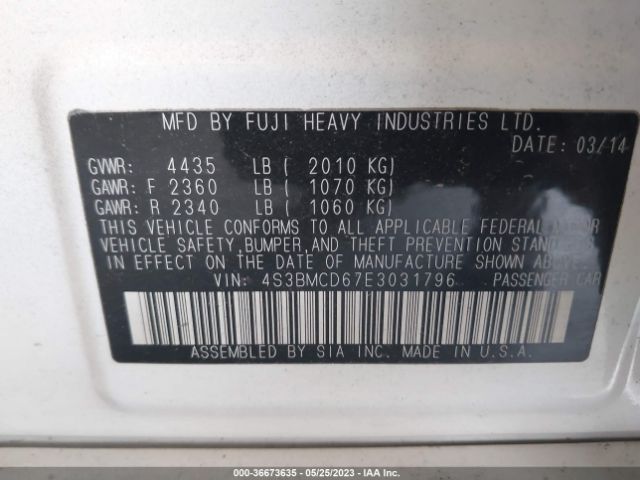 MFD BY FUJI HEAVY INDUSTRIES LTD.
DATE: 03/14
GVWR: 4435 LB ( 2010 KG)
GAWR: F 2360 LB ( 1070 KG)
GAWR: R 2340 LB ( 1060 KG)
THIS VEHICLE CONFORMS TO ALL APPLICABLE FEDERAL MOTOR
VEHICLE SAFETY, BUMPER, AND THEFT PREVENTION STANDARDS
IN EFFECT ON THE DATE OF MANUFACTURE SHOWN ABOVE.
VIN: 4S3BMCD67E3031796 PASSENGER CAR
ASSEMBLED BY SIA INC. MADE IN U.S.A.
000-36673635 - 05/25/2023 - IAA Inc.